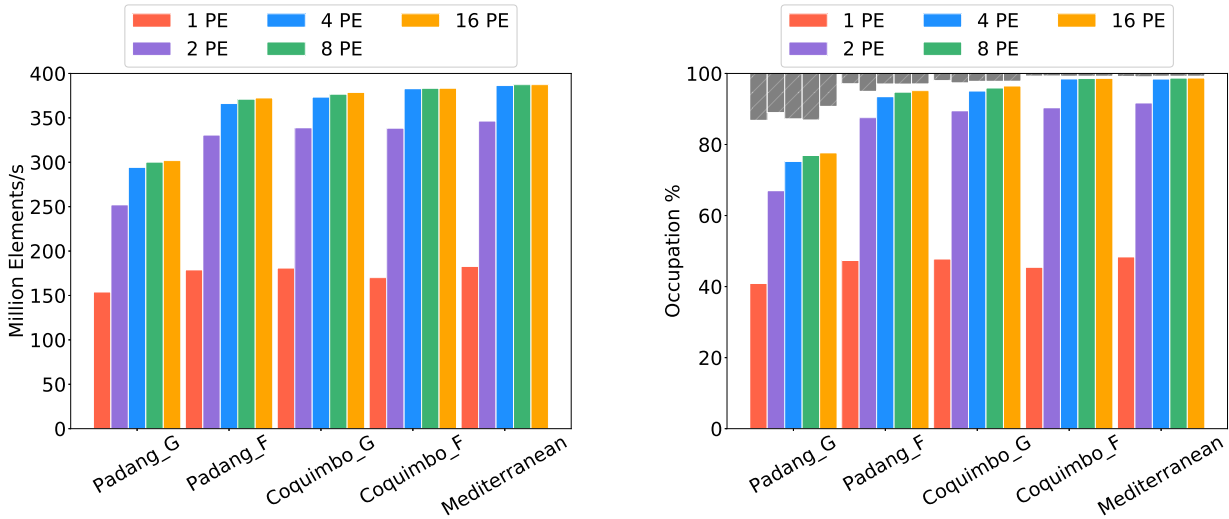 1 PE 4 PE 16 PE
2 PE 8 PE
400
350
300
250
200
150
100
50
0
Million Elements/s
Padang_G
Padang_F
Coquimbo_G
Coquimbo_F
Mediterranean
1 PE 4 PE 16 PE
2 PE 8 PE
100
80
60
40
20
0
Occupation %
Padang_G
Padang_F
Coquimbo_G
Coquimbo_F
Mediterranean